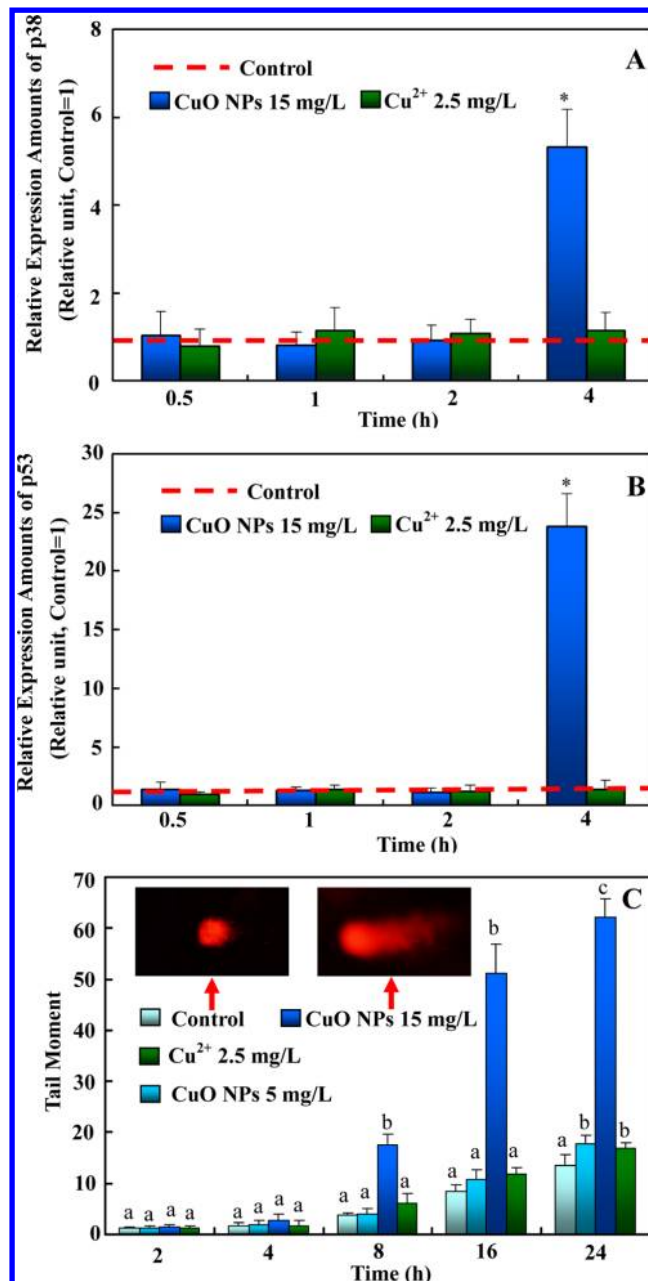 Relative Expression Amounts of p38
(Relative unit, Control=1)
8
6
4
2
0
A
Control
CuO NPs 15 mg/L Cu²⁺ 2.5 mg/L
*
0.5 1 2 4
Time (h)
Relative Expression Amounts of p53
(Relative unit, Control=1)
30
25
20
15
10
5
0
B
Control
CuO NPs 15 mg/L Cu²⁺ 2.5 mg/L
*
0.5 1 2 4
Time (h)
Tail Moment
70
60
50
40
30
20
10
0
C
Control CuO NPs 15 mg/L
Cu²⁺ 2.5 mg/L
CuO NPs 5 mg/L
a a a a
a a a a
a a b a
a a b a
a b c b
2 4 8 16 24
Time (h)